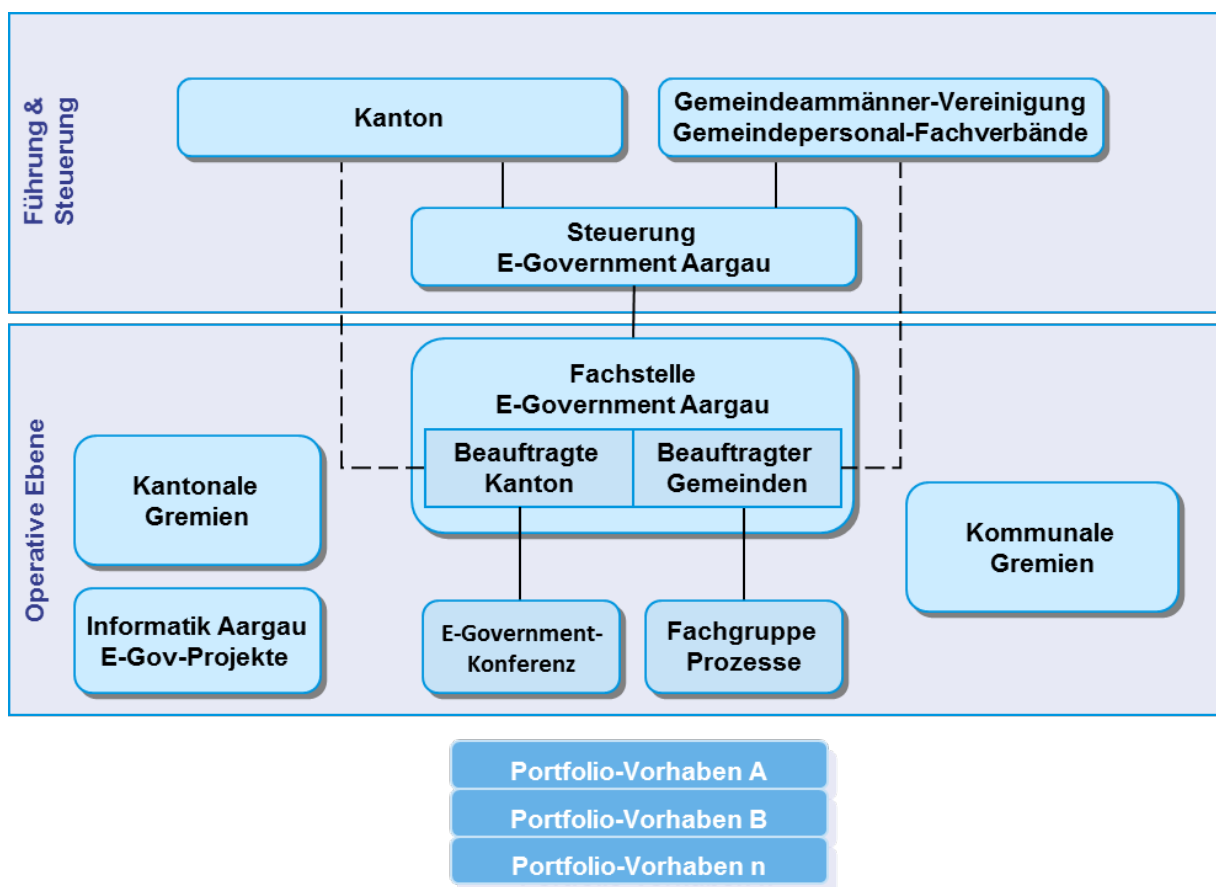 Führung &
Steuerung
Kanton
Gemeindeammänner-Vereinigung
Gemeindepersonal-Fachverbände
Steuerung
E-Government Aargau
Operative Ebene
Fachstelle
E-Government Aargau
Beauftragte
Kanton
Beauftragter
Gemeinden
Kantonale
Gremien
Kommunale
Gremien
Informatik Aargau
E-Gov-Projekte
E-Government-
Konferenz
Fachgruppe
Prozesse
Portfolio-Vorhaben A
Portfolio-Vorhaben B
Portfolio-Vorhaben n